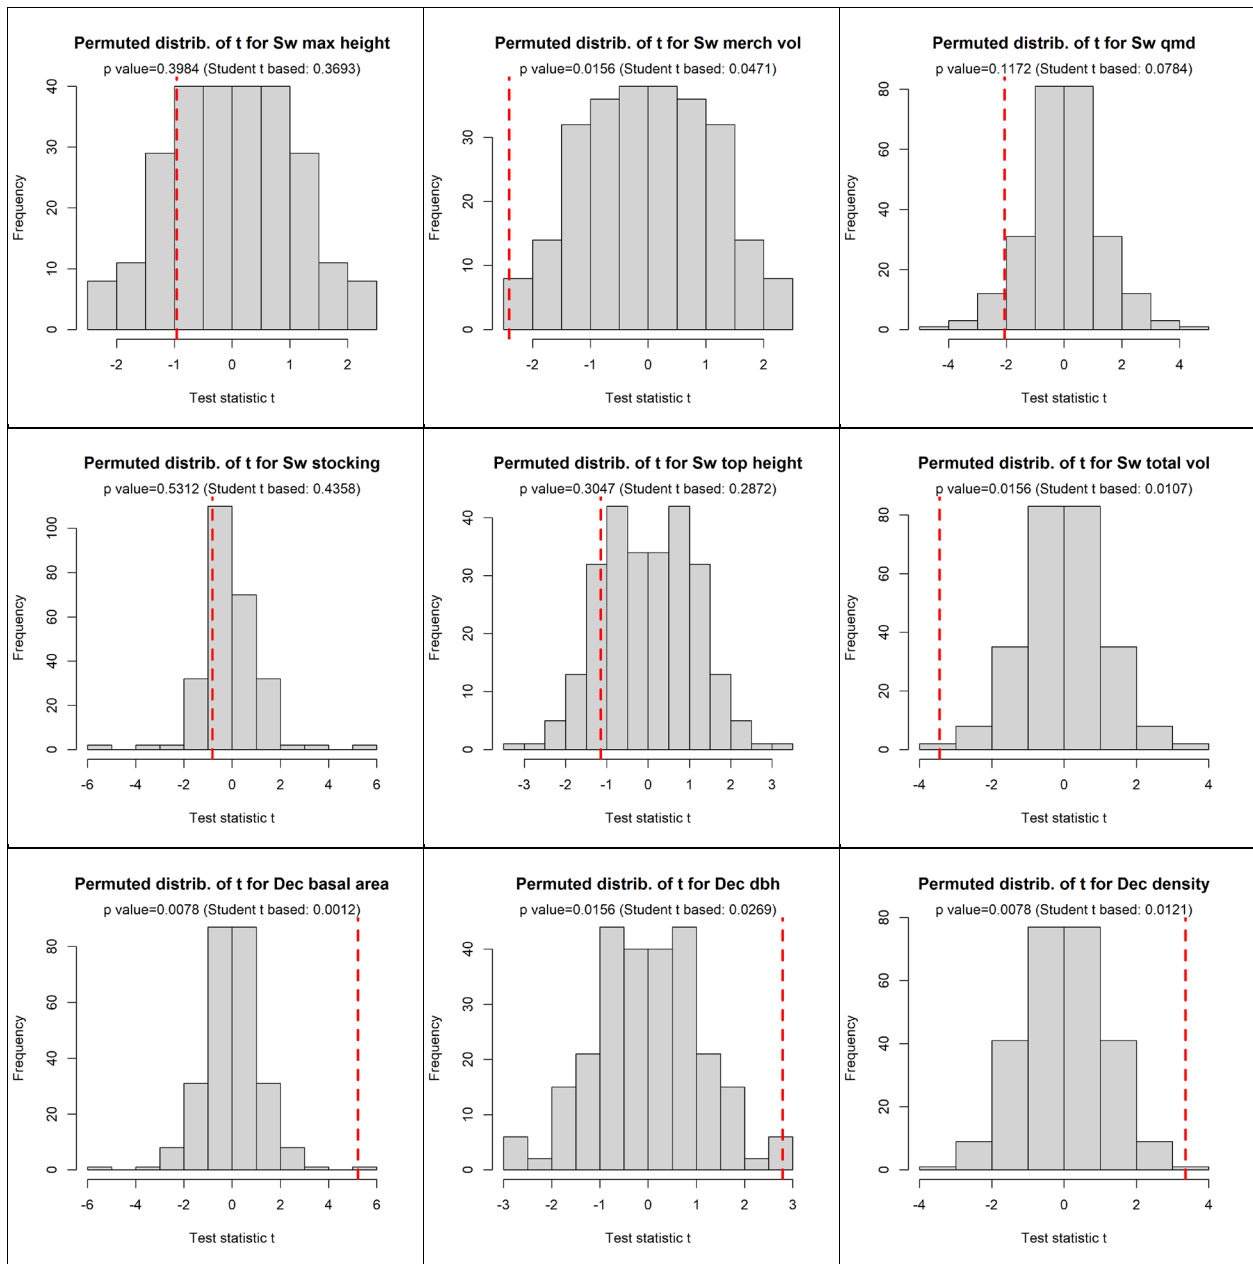 Permuted distrib. of t for Sw max height
p value=0.3984 (Student t based: 0.3693)
Frequency
0 10 20 30 40
-2 -1 0 1 2
Test statistic t
Permuted distrib. of t for Sw merch vol
p value=0.0156 (Student t based: 0.0471)
Frequency
0 10 20 30
-2 -1 0 1 2
Test statistic t
Permuted distrib. of t for Sw qmd
p value=0.1172 (Student t based: 0.0784)
Frequency
0 20 40 60 80
-4 -2 0 2 4
Test statistic t
Permuted distrib. of t for Sw stocking
p value=0.5312 (Student t based: 0.4358)
Frequency
0 20 40 60 80 100
-6 -4 -2 0 2 4 6
Test statistic t
Permuted distrib. of t for Sw top height
p value=0.3047 (Student t based: 0.2872)
Frequency
0 10 20 30 40
-3 -2 -1 0 1 2 3
Test statistic t
Permuted distrib. of t for Sw total vol
p value=0.0156 (Student t based: 0.0107)
Frequency
0 20 40 60 80
-4 -2 0 2 4
Test statistic t
Permuted distrib. of t for Dec basal area
p value=0.0078 (Student t based: 0.0012)
Frequency
0 20 40 60 80
-6 -4 -2 0 2 4 6
Test statistic t
Permuted distrib. of t for Dec dbh
p value=0.0156 (Student t based: 0.0269)
Frequency
0 10 20 30 40
-3 -2 -1 0 1 2 3
Test statistic t
Permuted distrib. of t for Dec density
p value=0.0078 (Student t based: 0.0121)
Frequency
0 20 40 60 80
-4 -2 0 2 4
Test statistic t